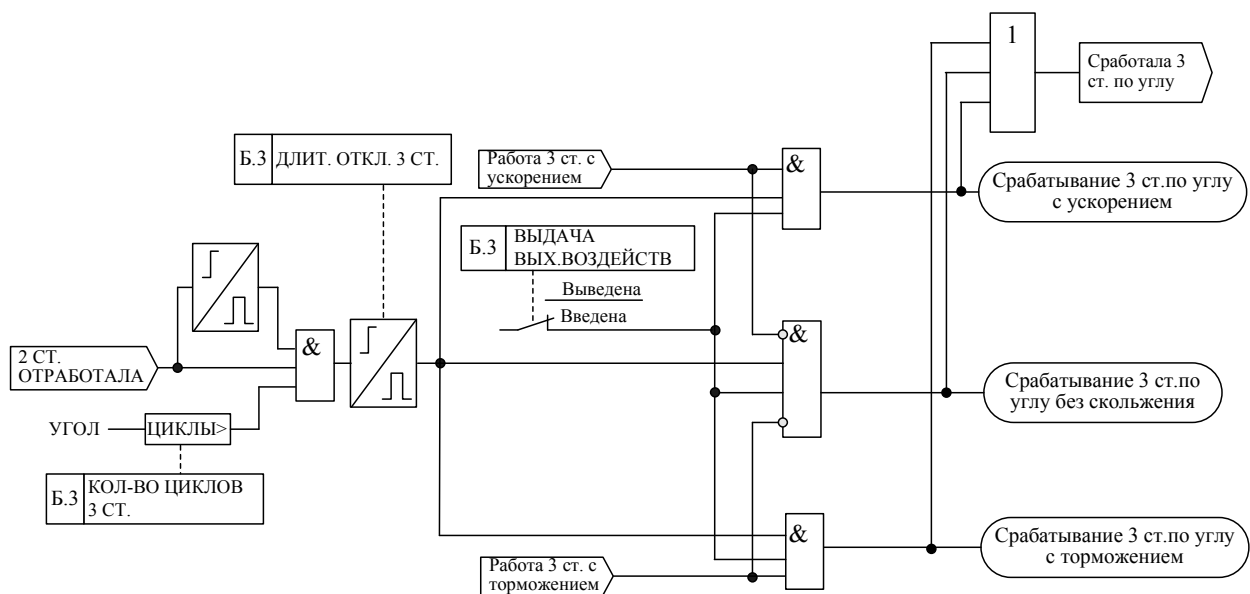 1
Сработала 3
ст. по углу
Б.3
ДЛИТ. ОТКЛ. 3 СТ.
Работа 3 ст. с
ускорением
&
Срабатывание 3 ст.по углу
с ускорением
Б.3
ВЫДАЧА
ВЫХ.ВОЗДЕЙСТВ
Выведена
Введена
&
2 СТ.
ОТРАБОТАЛА
&
Срабатывание 3 ст.по
углу без скольжения
УГОЛ
ЦИКЛЫ>
Б.3
КОЛ-ВО ЦИКЛОВ
3 СТ.
&
Срабатывание 3 ст.по углу
с торможением
Работа 3 ст. с
торможением